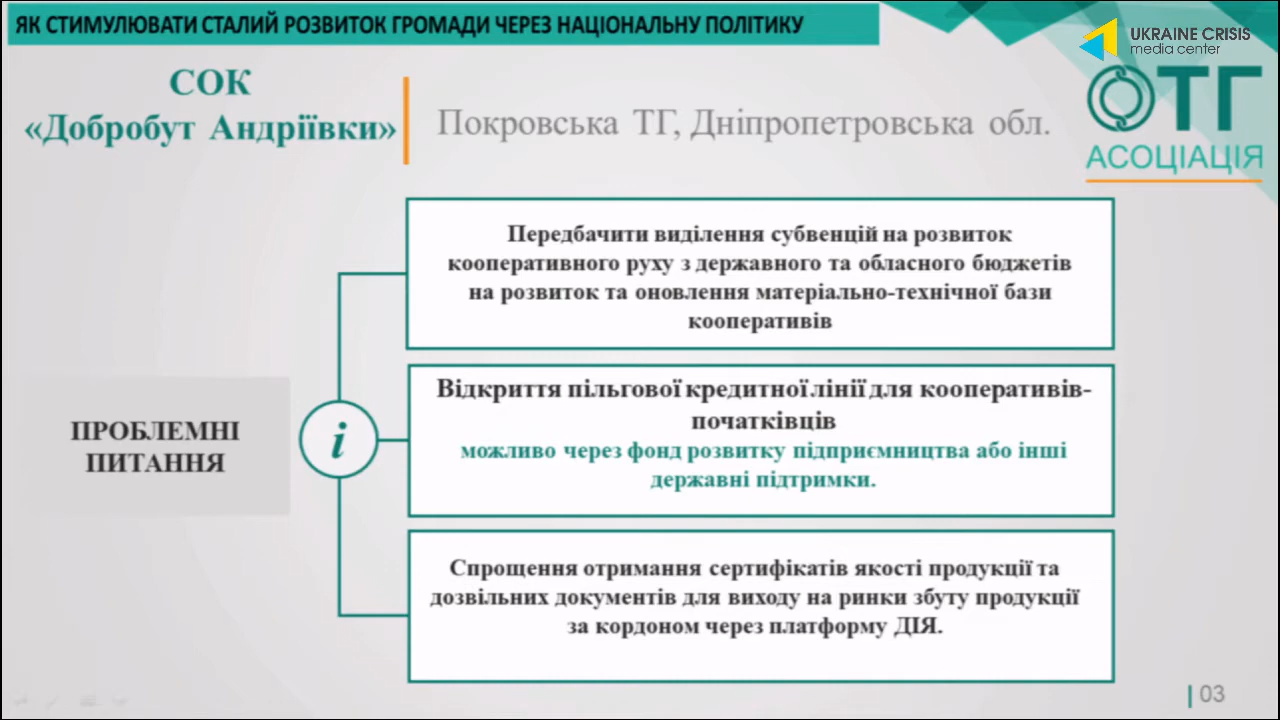 ЯК СТИМУЛЮВАТИ СТАЛИЙ РОЗВИТОК ГРОМАДИ ЧЕРЕЗ НАЦІОНАЛЬНУ ПОЛІТИКУ
UKRAINE CRISIS
media center
СОК
«Добробут Андріївки»
Покровська ТГ, Дніпропетровська обл.
ОТГ
АСОЦІАЦІЯ
Передбачити виділення субвенцій на розвиток
кооперативного руху з державного та обласного бюджетів
на розвиток та оновлення матеріально-технічної бази
кооперативів
ПРОБЛЕМНІ
ПИТАННЯ
i
Відкриття пільгової кредитної лінії для кооперативів-
початківців
можливо через фонд розвитку підприємництва або інші
державні підтримки.
Спрощення отримання сертифікатів якості продукції та
дозвільних документів для виходу на ринки збуту продукції
за кордоном через платформу ДІЯ.
| 03